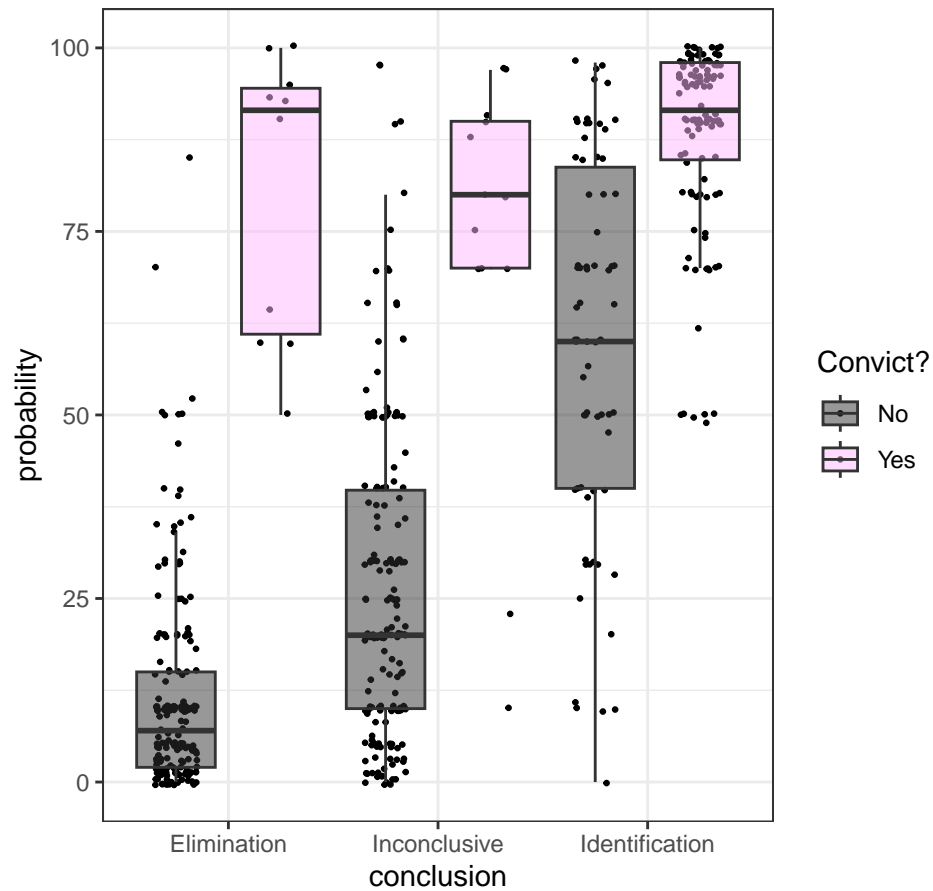 100
75
50
25
0
probability
Elimination
Inconclusive
Identification
conclusion
Convict?
No
Yes